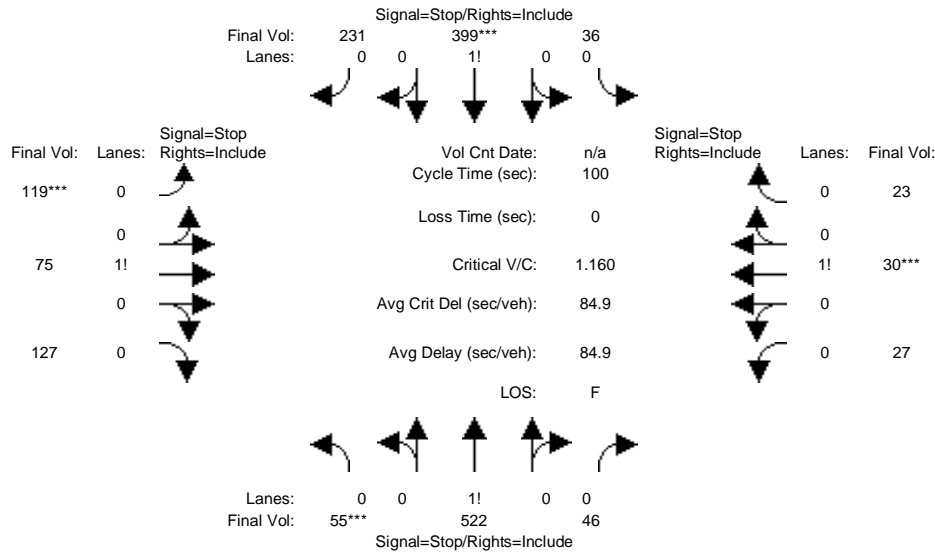 Signal=Stop/Rights=Include
Final Vol: 231 399*** 36
Lanes: 0 0 1! 0 0
Signal=Stop
Final Vol: Lanes: Rights=Include
Vol Cnt Date: n/a
Signal=Stop
Rights=Include Lanes: Final Vol:
Cycle Time (sec): 100
119*** 0
0 23
Loss Time (sec): 0
0
0
75 1!
Critical V/C: 1.160
1! 30***
0
Avg Crit Del (sec/veh): 84.9
0
127 0
Avg Delay (sec/veh): 84.9
0 27
LOS: F
Lanes: 0 0 1! 0 0
Final Vol: 55*** 522 46
Signal=Stop/Rights=Include